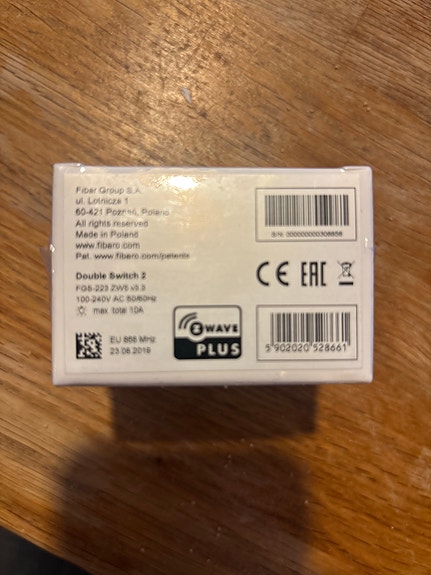 Fibar Group S.A.
ul. Lotnicza 1
60-421 Poznań, Poland
All rights reserved
Made in Poland
www.fibaro.com
Pat. www.fibaro.com/patents
Double Switch 2
FGS-223 ZW5 v3.3
100-240V AC 50/60Hz
max. total 10A
EU 868 MHz
23.08.2019
Z WAVE
PLUS
S/N: 000000000308658
CE EAC
5 902020 528661